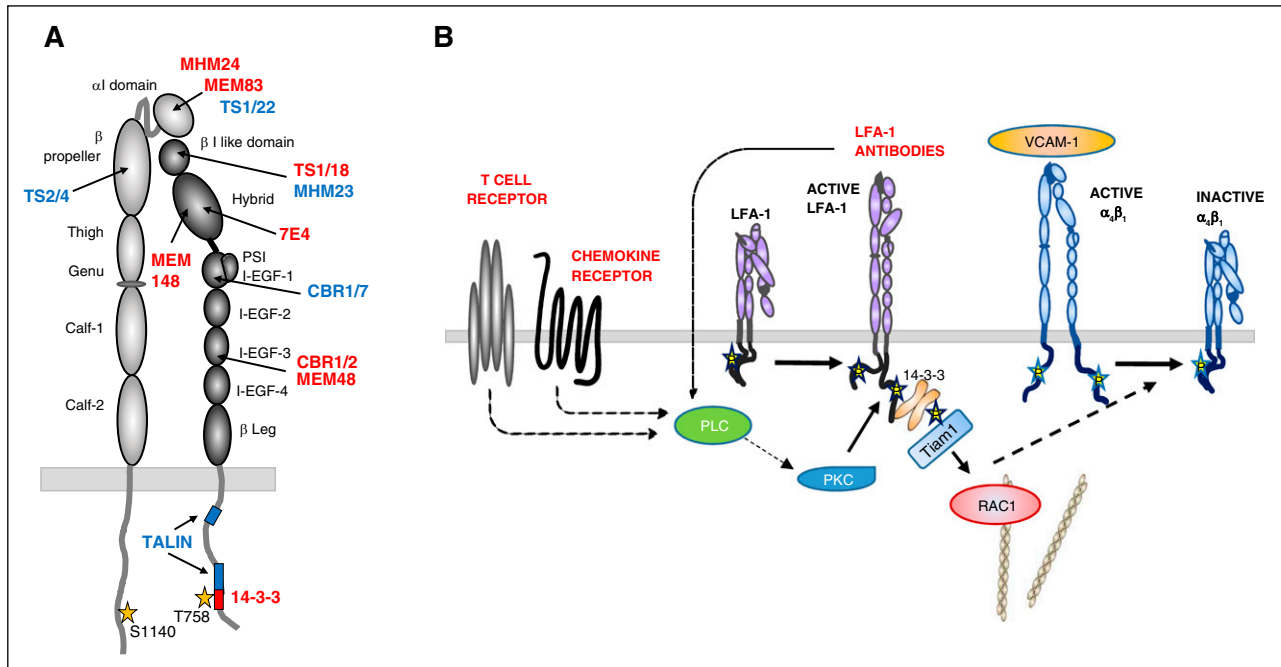 A
MHM24
MEM83
TS1/22
αI domain
β
propeller
β I like domain
TS1/18
MHM23
TS2/4
Hybrid
7E4
Thigh
MEM
148
PSI
Genu
I-EGF-1
CBR1/7
I-EGF-2
Calf-1
I-EGF-3
CBR1/2
MEM48
I-EGF-4
Calf-2
β Leg
TALIN
14-3-3
T758
S1140
B
LFA-1
ANTIBODIES
VCAM-1
T CELL
RECEPTOR
ACTIVE
LFA-1
ACTIVE
α4β1
INACTIVE
α4β1
LFA-1
CHEMOKINE
RECEPTOR
14-3-3
PLC
Tiam1
PKC
RAC1